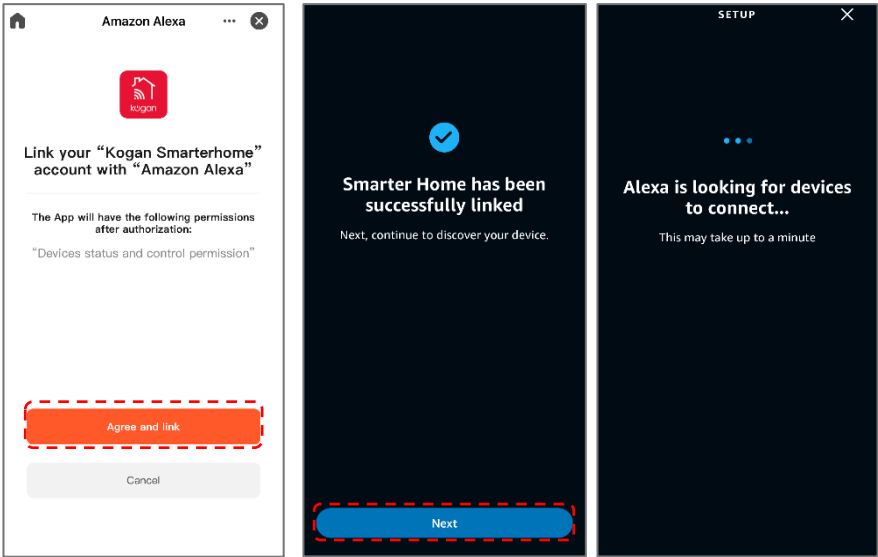 Amazon Alexa
kogan
Link your “Kogan Smarterhome”
account with “Amazon Alexa”
The App will have the following permissions
after authorization:
“Devices status and control permission”
Agree and link
Cancel
Smarter Home has been
successfully linked
Next, continue to discover your device.
Next
SETUP
Alexa is looking for devices
to connect...
This may take up to a minute